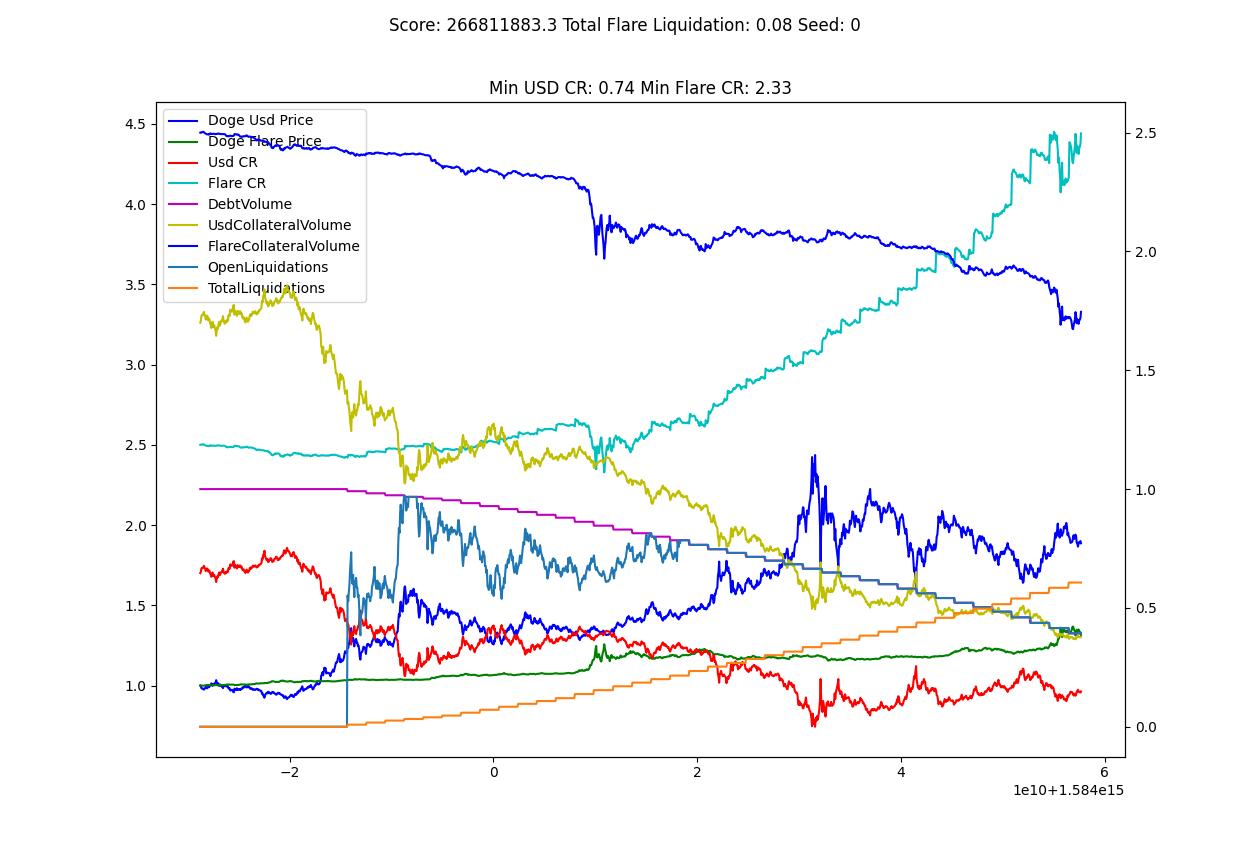 Score: 266811883.3 Total Flare Liquidation: 0.08 Seed: 0
Min USD CR: 0.74 Min Flare CR: 2.33
Doge Usd Price
Doge Flare Price
Usd CR
Flare CR
DebtVolume
UsdCollateralVolume
FlareCollateralVolume
OpenLiquidations
TotalLiquidations
4.5
4.0
3.5
3.0
2.5
2.0
1.5
1.0
2.5
2.0
1.5
1.0
0.5
0.0
−2
0
2
4
6
1e10+1.584e15